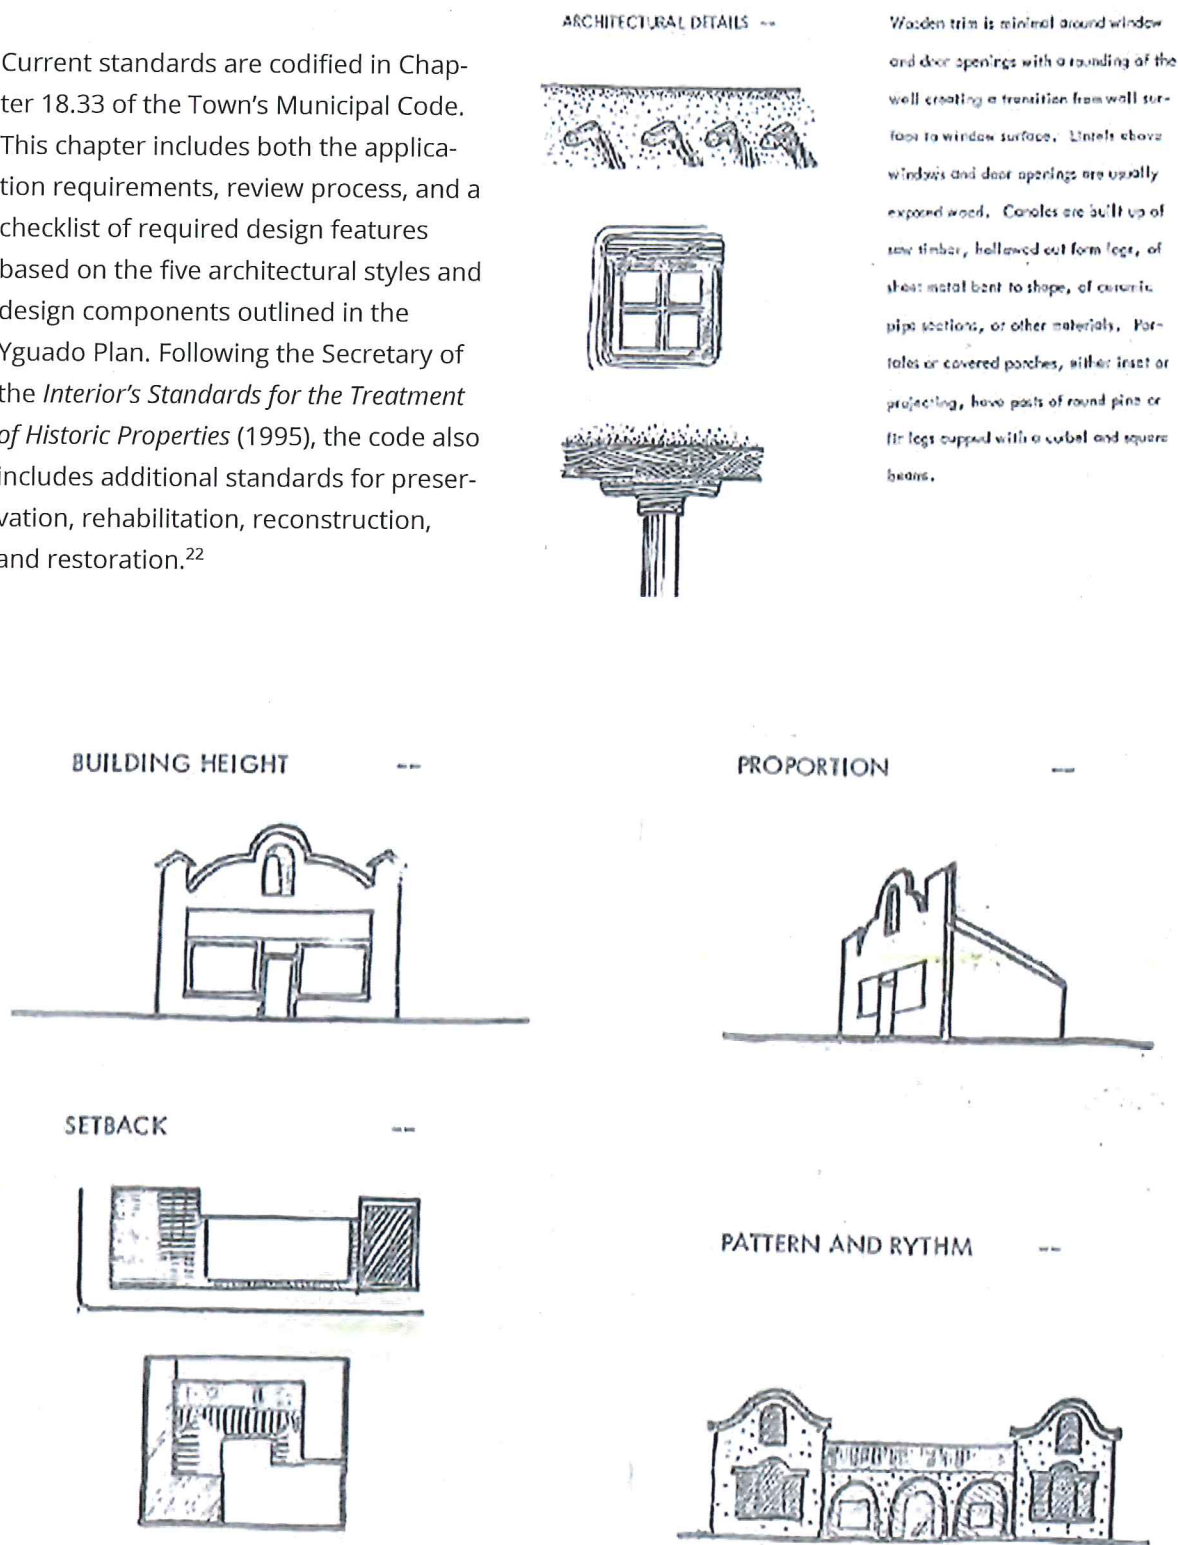 Current standards are codified in Chap-
ter 18.33 of the Town’s Municipal Code.
This chapter includes both the applica-
tion requirements, review process, and a
checklist of required design features
based on the five architectural styles and
design components outlined in the
Yguado Plan. Following the Secretary of
the Interior’s Standards for the Treatment
of Historic Properties (1995), the code also
includes additional standards for preser-
vation, rehabilitation, reconstruction,
and restoration.22
ARCHITECTURAL DETAILS --
Wooden trim is minimal around window
and door openings with a rounding of the
wall creating a transition from wall sur-
face to window surface. Lintels above
windows and door openings are usually
exposed wood. Canales are built up of
saw timber, hollowed out form logs, of
sheet metal bent to shape, of ceramic
pipe sections, or other materials. Por-
tales or covered porches, either inset or
projecting, have posts of round pine or
fir logs capped with a cobel and square
beams.
BUILDING HEIGHT --
PROPORTION --
SETBACK --
PATTERN AND RYTHM --